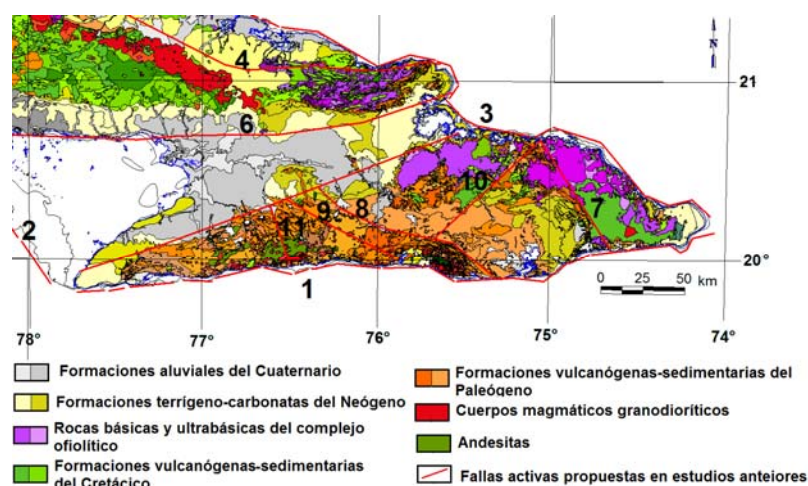 N
4
21
3
6
10
7
9
8
11
2
20°
1
0 25 50 km
78° 77° 76° 75° 74°
Formaciones aluviales del Cuaternario
Formaciones terrígeno-carbonatas del Neógeno
Rocas básicas y ultrabásicas del complejo
ofiolítico
Formaciones vulcanógenas-sedimentarias
del Cretácico
Formaciones vulcanógenas-sedimentarias del
Paleógeno
Cuerpos magmáticos granodioríticos
Andesitas
Fallas activas propuestas en estudios anteiores